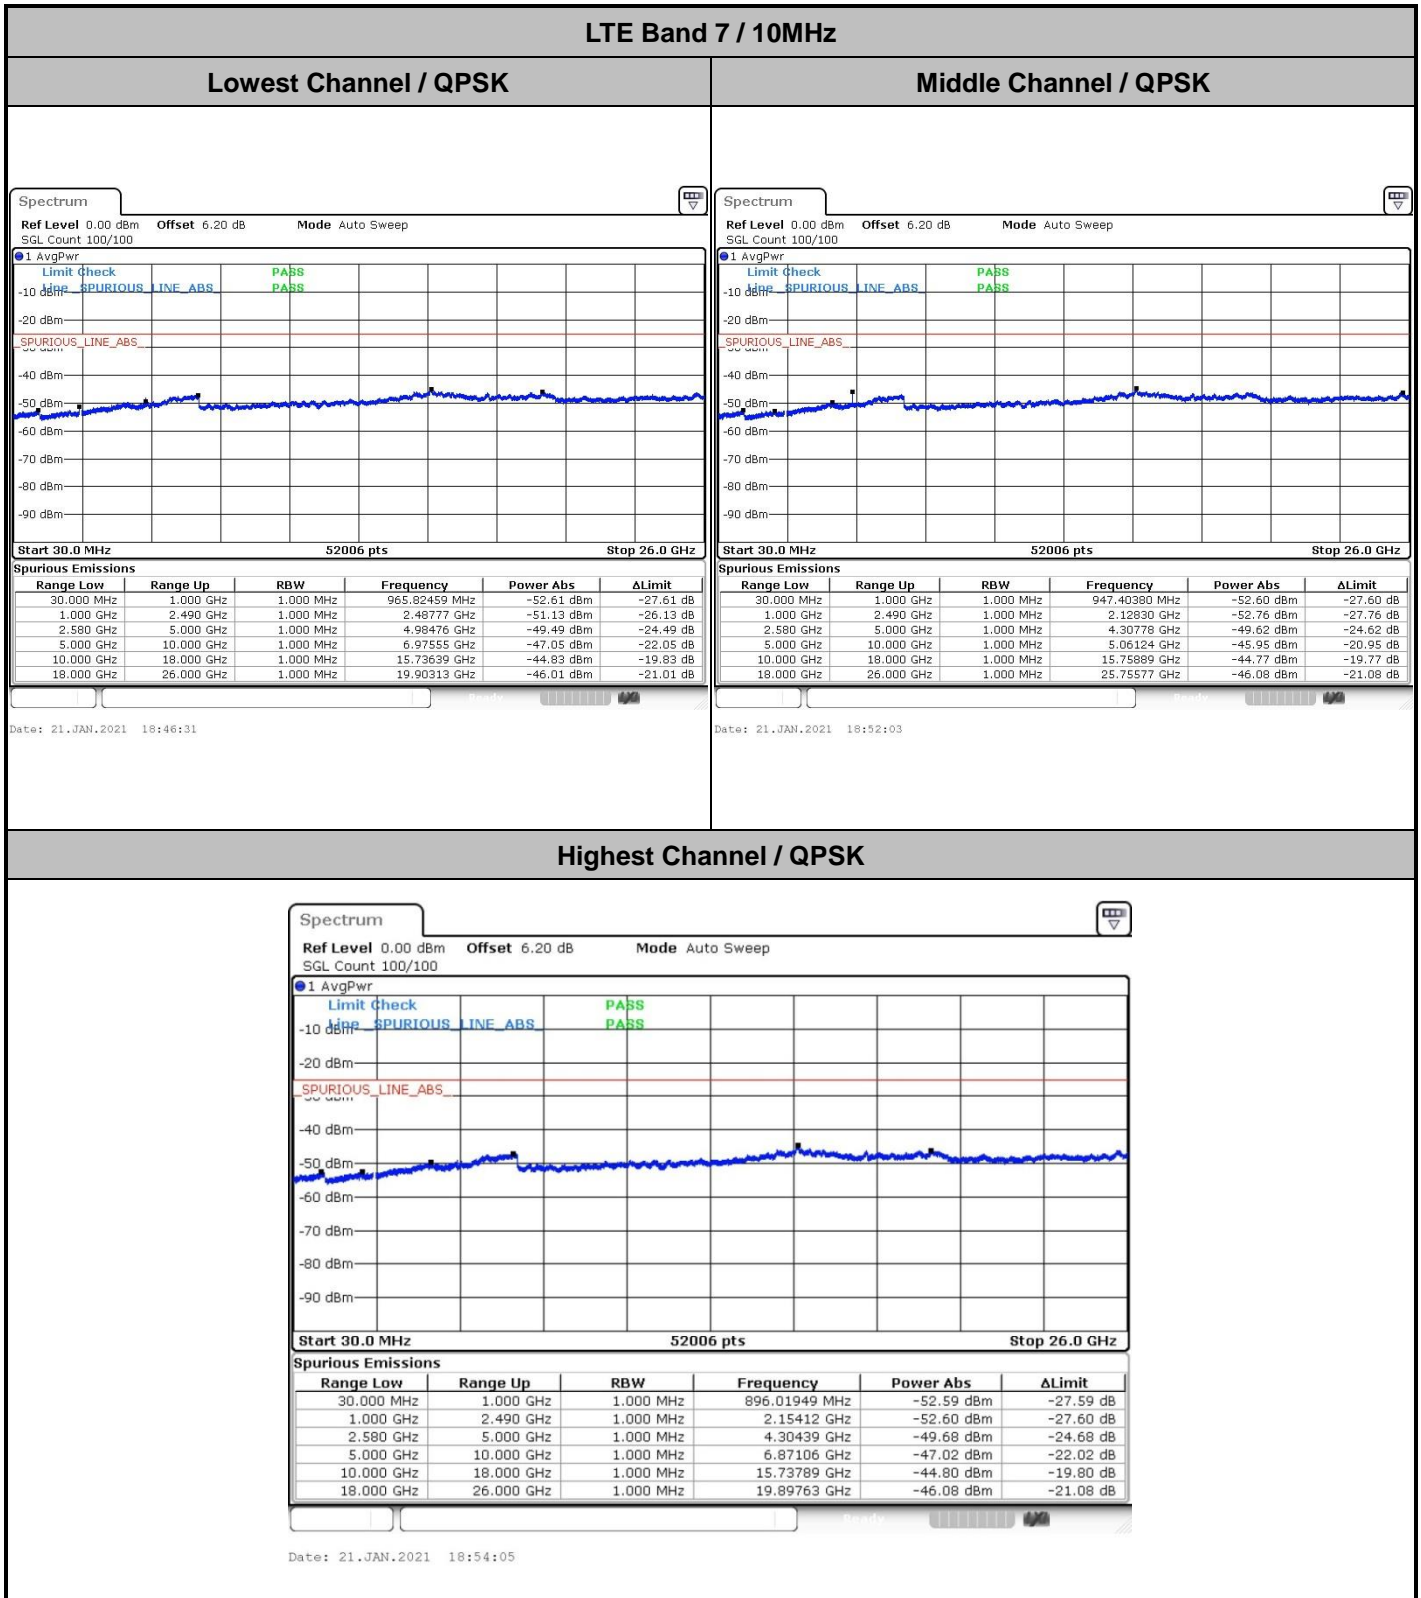 LTE Band 7 / 10MHz
Lowest Channel / QPSK
Middle Channel / QPSK
Spectrum
Ref Level 0.00 dBm Offset 6.20 dB Mode Auto Sweep
SGL Count 100/100
1 AvgPwr
Limit Check PASS
-10 dBm Line _SPURIOUS_LINE_ABS_ PASS
-20 dBm
_SPURIOUS_LINE_ABS_
-40 dBm
-50 dBm
-60 dBm
-70 dBm
-80 dBm
-90 dBm
Start 30.0 MHz 52006 pts Stop 26.0 GHz
Spurious Emissions
Range Low Range Up RBW Frequency Power Abs ΔLimit
30.000 MHz 1.000 GHz 1.000 MHz 965.82459 MHz -52.61 dBm -27.61 dB
1.000 GHz 2.490 GHz 1.000 MHz 2.48777 GHz -51.13 dBm -26.13 dB
2.580 GHz 5.000 GHz 1.000 MHz 4.98476 GHz -49.49 dBm -24.49 dB
5.000 GHz 10.000 GHz 1.000 MHz 6.97555 GHz -47.05 dBm -22.05 dB
10.000 GHz 18.000 GHz 1.000 MHz 15.73639 GHz -44.83 dBm -19.83 dB
18.000 GHz 26.000 GHz 1.000 MHz 19.90313 GHz -46.01 dBm -21.01 dB
Ready
Date: 21.JAN.2021 18:46:31
Spectrum
Ref Level 0.00 dBm Offset 6.20 dB Mode Auto Sweep
SGL Count 100/100
1 AvgPwr
Limit Check PASS
-10 dBm Line _SPURIOUS_LINE_ABS_ PASS
-20 dBm
_SPURIOUS_LINE_ABS_
-40 dBm
-50 dBm
-60 dBm
-70 dBm
-80 dBm
-90 dBm
Start 30.0 MHz 52006 pts Stop 26.0 GHz
Spurious Emissions
Range Low Range Up RBW Frequency Power Abs ΔLimit
30.000 MHz 1.000 GHz 1.000 MHz 947.40380 MHz -52.60 dBm -27.60 dB
1.000 GHz 2.490 GHz 1.000 MHz 2.12830 GHz -52.76 dBm -27.76 dB
2.580 GHz 5.000 GHz 1.000 MHz 4.30778 GHz -49.62 dBm -24.62 dB
5.000 GHz 10.000 GHz 1.000 MHz 5.06124 GHz -45.95 dBm -20.95 dB
10.000 GHz 18.000 GHz 1.000 MHz 15.75889 GHz -44.77 dBm -19.77 dB
18.000 GHz 26.000 GHz 1.000 MHz 25.75577 GHz -46.08 dBm -21.08 dB
Ready
Date: 21.JAN.2021 18:52:03
Highest Channel / QPSK
Spectrum
Ref Level 0.00 dBm Offset 6.20 dB Mode Auto Sweep
SGL Count 100/100
1 AvgPwr
Limit Check PASS
-10 dBm Line _SPURIOUS_LINE_ABS_ PASS
-20 dBm
_SPURIOUS_LINE_ABS_
-40 dBm
-50 dBm
-60 dBm
-70 dBm
-80 dBm
-90 dBm
Start 30.0 MHz 52006 pts Stop 26.0 GHz
Spurious Emissions
Range Low Range Up RBW Frequency Power Abs ΔLimit
30.000 MHz 1.000 GHz 1.000 MHz 896.01949 MHz -52.59 dBm -27.59 dB
1.000 GHz 2.490 GHz 1.000 MHz 2.15412 GHz -52.60 dBm -27.60 dB
2.580 GHz 5.000 GHz 1.000 MHz 4.30439 GHz -49.68 dBm -24.68 dB
5.000 GHz 10.000 GHz 1.000 MHz 6.87106 GHz -47.02 dBm -22.02 dB
10.000 GHz 18.000 GHz 1.000 MHz 15.73789 GHz -44.80 dBm -19.80 dB
18.000 GHz 26.000 GHz 1.000 MHz 19.89763 GHz -46.08 dBm -21.08 dB
Ready
Date: 21.JAN.2021 18:54:05